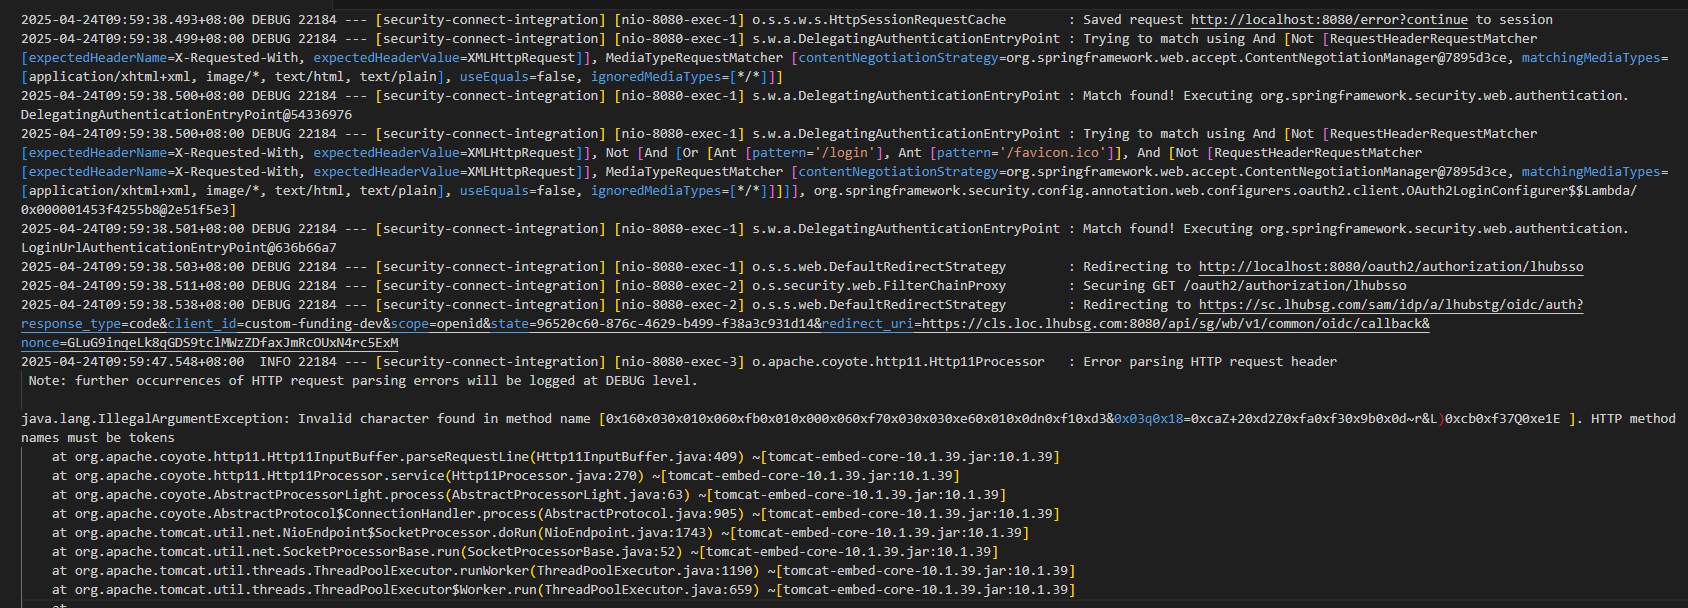 2025-04-24T09:59:38.493+08:00 DEBUG 22184 --- [security-connect-integration] [nio-8080-exec-1] o.s.s.w.s.HttpSessionRequestCache        : Saved request http://localhost:8080/error?continue to session
2025-04-24T09:59:38.499+08:00 DEBUG 22184 --- [security-connect-integration] [nio-8080-exec-1] s.w.a.DelegatingAuthenticationEntryPoint : Trying to match using And [Not [RequestHeaderRequestMatcher
[expectedHeaderName=X-Requested-With, expectedHeaderValue=XMLHttpRequest]], MediaTypeRequestMatcher [contentNegotiationStrategy=org.springframework.web.accept.ContentNegotiationManager@7895d3ce, matchingMediaTypes=
[application/xhtml+xml, image/*, text/html, text/plain], useEquals=false, ignoredMediaTypes=[*/*]]]
2025-04-24T09:59:38.500+08:00 DEBUG 22184 --- [security-connect-integration] [nio-8080-exec-1] s.w.a.DelegatingAuthenticationEntryPoint : Match found! Executing org.springframework.security.web.authentication.
DelegatingAuthenticationEntryPoint@54336976
2025-04-24T09:59:38.500+08:00 DEBUG 22184 --- [security-connect-integration] [nio-8080-exec-1] s.w.a.DelegatingAuthenticationEntryPoint : Trying to match using And [Not [RequestHeaderRequestMatcher
[expectedHeaderName=X-Requested-With, expectedHeaderValue=XMLHttpRequest]], Not [And [Or [Ant [pattern='/login'], Ant [pattern='/favicon.ico']], And [Not [RequestHeaderRequestMatcher
[expectedHeaderName=X-Requested-With, expectedHeaderValue=XMLHttpRequest]], MediaTypeRequestMatcher [contentNegotiationStrategy=org.springframework.web.accept.ContentNegotiationManager@7895d3ce, matchingMediaTypes=
[application/xhtml+xml, image/*, text/html, text/plain], useEquals=false, ignoredMediaTypes=[*/*]]]]], org.springframework.security.config.annotation.web.configurers.oauth2.client.OAuth2LoginConfigurer$$Lambda/
0x000001453f4255b8@2e51f5e3]
2025-04-24T09:59:38.501+08:00 DEBUG 22184 --- [security-connect-integration] [nio-8080-exec-1] s.w.a.DelegatingAuthenticationEntryPoint : Match found! Executing org.springframework.security.web.authentication.
LoginUrlAuthenticationEntryPoint@636b66a7
2025-04-24T09:59:38.503+08:00 DEBUG 22184 --- [security-connect-integration] [nio-8080-exec-1] o.s.s.web.DefaultRedirectStrategy        : Redirecting to http://localhost:8080/oauth2/authorization/lhubsso
2025-04-24T09:59:38.511+08:00 DEBUG 22184 --- [security-connect-integration] [nio-8080-exec-2] o.s.security.web.FilterChainProxy        : Securing GET /oauth2/authorization/lhubsso
2025-04-24T09:59:38.538+08:00 DEBUG 22184 --- [security-connect-integration] [nio-8080-exec-2] o.s.s.web.DefaultRedirectStrategy        : Redirecting to https://sc.lhubsg.com/sam/idp/a/lhubstg/oidc/auth?
response_type=code&client_id=custom-funding-dev&scope=openid&state=96520c60-876c-4629-b499-f38a3c931d14&redirect_uri=https://cls.loc.lhubsg.com:8080/api/sg/wb/v1/common/oidc/callback&
nonce=GLuG9inqeLk8qGDS9tclMWzZDfaxJmRcOUxN4rc5ExM
2025-04-24T09:59:47.548+08:00  INFO 22184 --- [security-connect-integration] [nio-8080-exec-3] o.apache.coyote.http11.Http11Processor   : Error parsing HTTP request header
 Note: further occurrences of HTTP request parsing errors will be logged at DEBUG level.
java.lang.IllegalArgumentException: Invalid character found in method name [0x160x030x010x060xfb0x010x000x060xf70x030x030xe60x010x0dn0xf10xd3&0x03q0x18=0xcaZ+20xd2Z0xfa0xf30x9b0x0d~r&L)0xcb0xf37Q0xe1E ]. HTTP method
names must be tokens
    at org.apache.coyote.http11.Http11InputBuffer.parseRequestLine(Http11InputBuffer.java:409) ~[tomcat-embed-core-10.1.39.jar:10.1.39]
    at org.apache.coyote.http11.Http11Processor.service(Http11Processor.java:270) ~[tomcat-embed-core-10.1.39.jar:10.1.39]
    at org.apache.coyote.AbstractProcessorLight.process(AbstractProcessorLight.java:63) ~[tomcat-embed-core-10.1.39.jar:10.1.39]
    at org.apache.coyote.AbstractProtocol$ConnectionHandler.process(AbstractProtocol.java:905) ~[tomcat-embed-core-10.1.39.jar:10.1.39]
    at org.apache.tomcat.util.net.NioEndpoint$SocketProcessor.doRun(NioEndpoint.java:1743) ~[tomcat-embed-core-10.1.39.jar:10.1.39]
    at org.apache.tomcat.util.net.SocketProcessorBase.run(SocketProcessorBase.java:52) ~[tomcat-embed-core-10.1.39.jar:10.1.39]
    at org.apache.tomcat.util.threads.ThreadPoolExecutor.runWorker(ThreadPoolExecutor.java:1190) ~[tomcat-embed-core-10.1.39.jar:10.1.39]
    at org.apache.tomcat.util.threads.ThreadPoolExecutor$Worker.run(ThreadPoolExecutor.java:659) ~[tomcat-embed-core-10.1.39.jar:10.1.39]